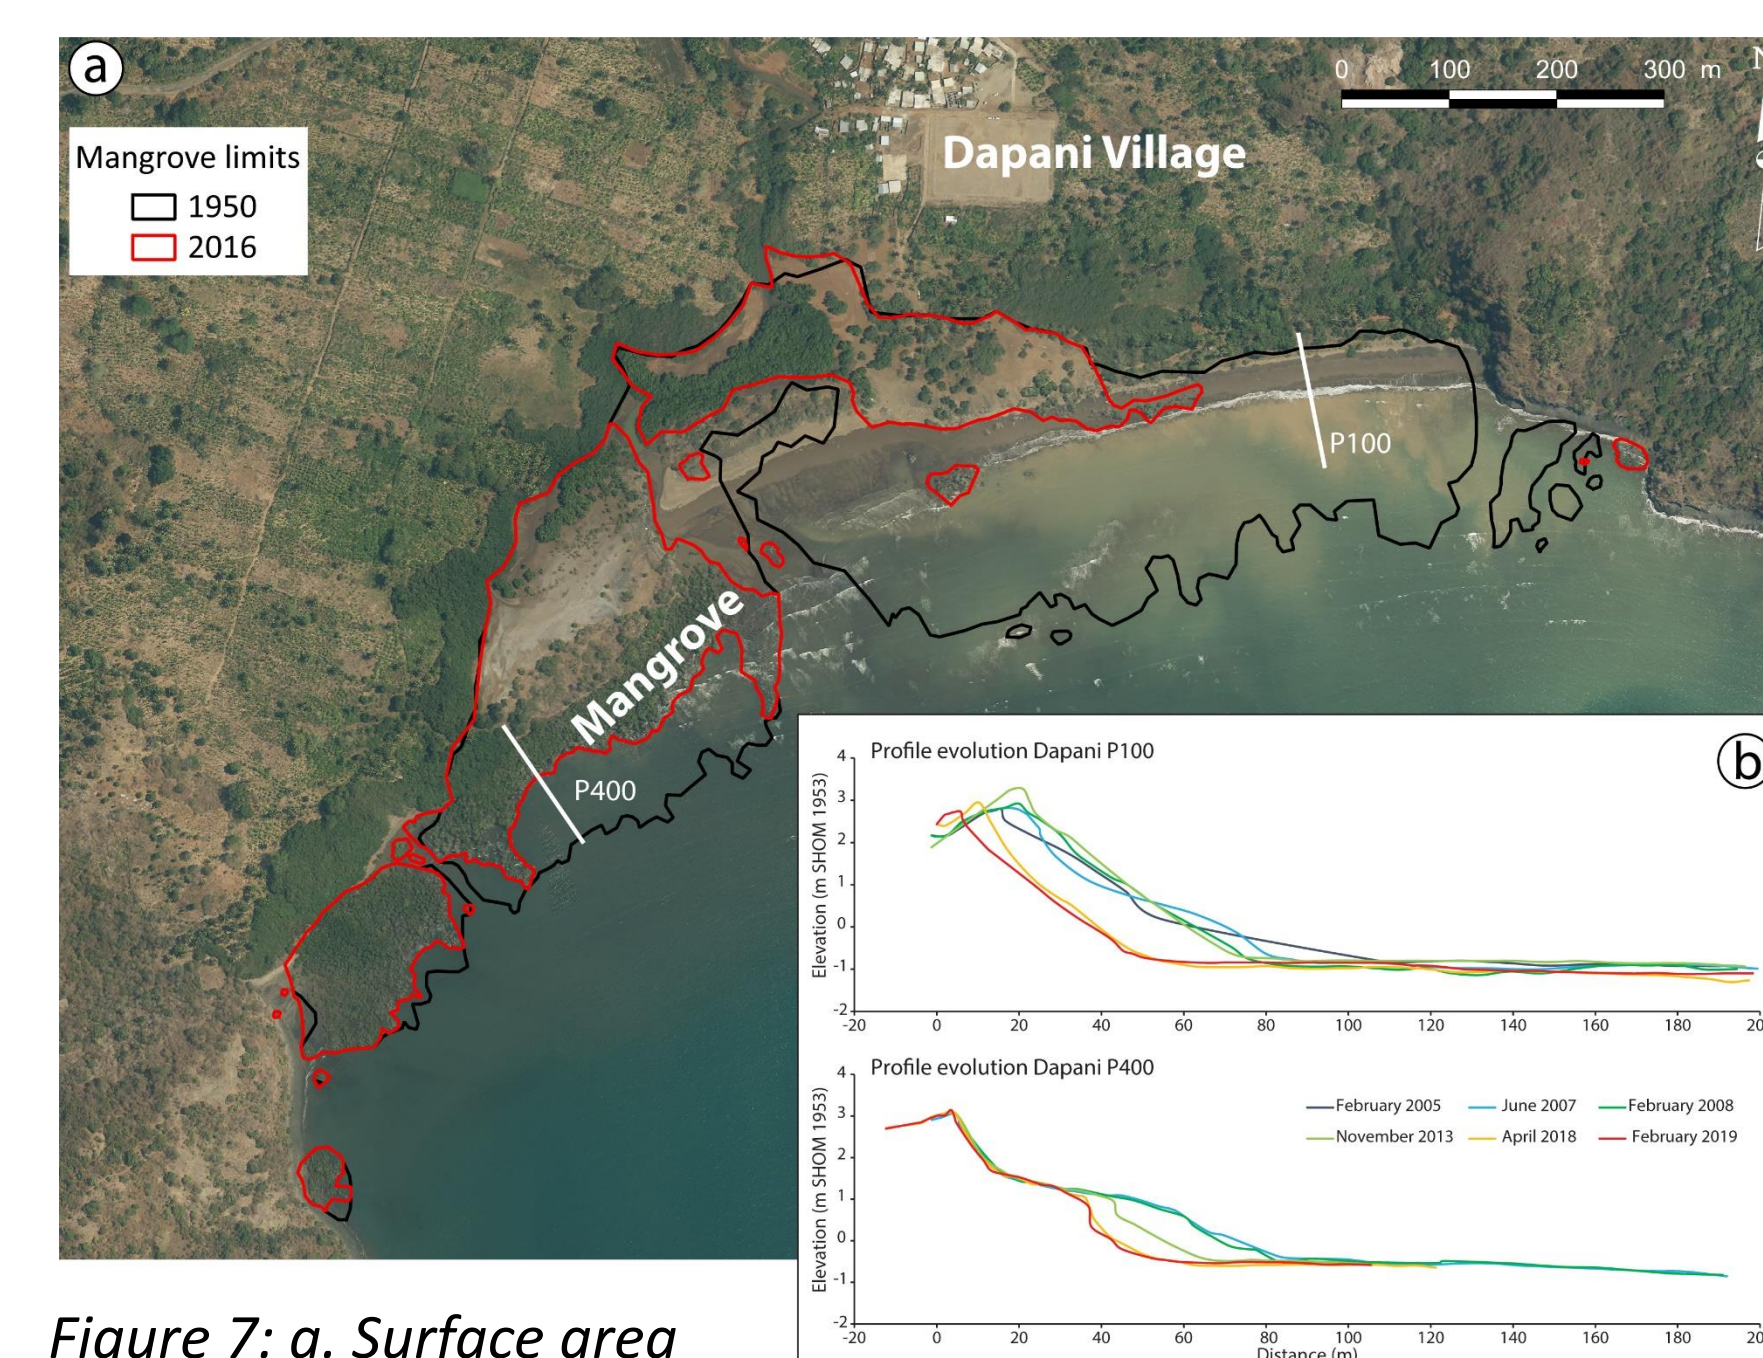 a
0 100 200 300 m
N
Mangrove limits
1950
2016
Dapani Village
P100
Mangrove
P400
b
Profile evolution Dapani P100
Elevation (m SHOM 1953)
4
3
2
1
0
-1
-2
-20 0 20 40 60 80 100 120 140 160 180 20
Profile evolution Dapani P400
Elevation (m SHOM 1953)
4
3
2
1
0
-1
-2
February 2005 June 2007 February 2008
November 2013 April 2018 February 2019
-20 0 20 40 60 80 100 120 140 160 180 20
Distance (m)
Figure 7: a. Surface area